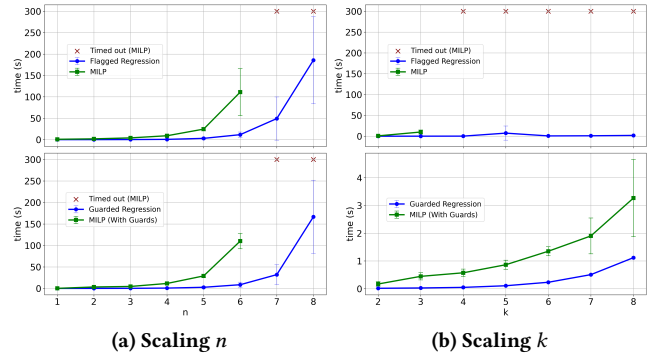 300
250
200
150
100
50
0
time (s)
Timed out (MILP)
Flagged Regression
MILP
300
250
200
150
100
50
0
time (s)
Timed out (MILP)
Flagged Regression
MILP
300
250
200
150
100
50
0
time (s)
Timed out (MILP)
Guarded Regression
MILP (With Guards)
1 2 3 4 5 6 7 8
n
4
3
2
1
0
time (s)
Guarded Regression
MILP (With Guards)
2 3 4 5 6 7 8
k
(a) Scaling n
(b) Scaling k